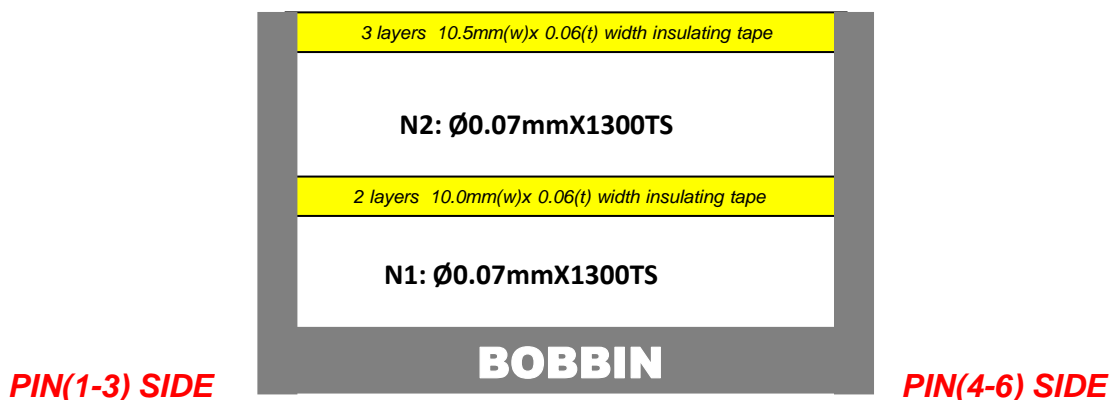 3 layers  10.5mm(w)x 0.06(t) width insulating tape
N2: Ø0.07mmX1300TS
2 layers  10.0mm(w)x 0.06(t) width insulating tape
N1: Ø0.07mmX1300TS
BOBBIN
PIN(1-3) SIDE
PIN(4-6) SIDE